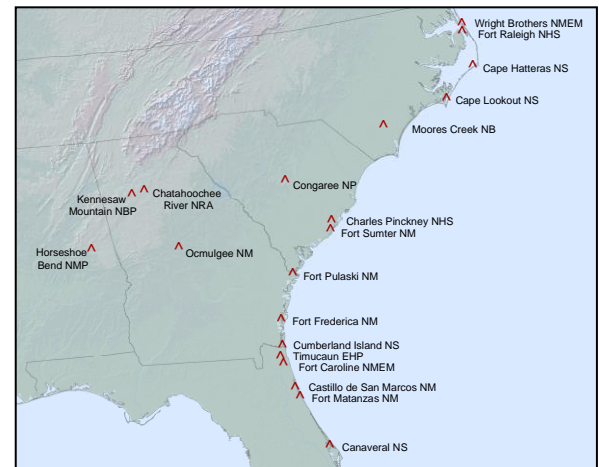 Wright Brothers NMEM
Fort Raleigh NHS
Cape Hatteras NS
Cape Lookout NS
Moores Creek NB
Congaree NP
Chatahoochee
River NRA
Kennesaw
Mountain NBP
Charles Pinckney NHS
Fort Sumter NM
Horseshoe
Bend NMP
Ocmulgee NM
Fort Pulaski NM
Fort Frederica NM
Cumberland Island NS
Timucaun EHP
Fort Caroline NMEM
Castillo de San Marcos NM
Fort Matanzas NM
Canaveral NS